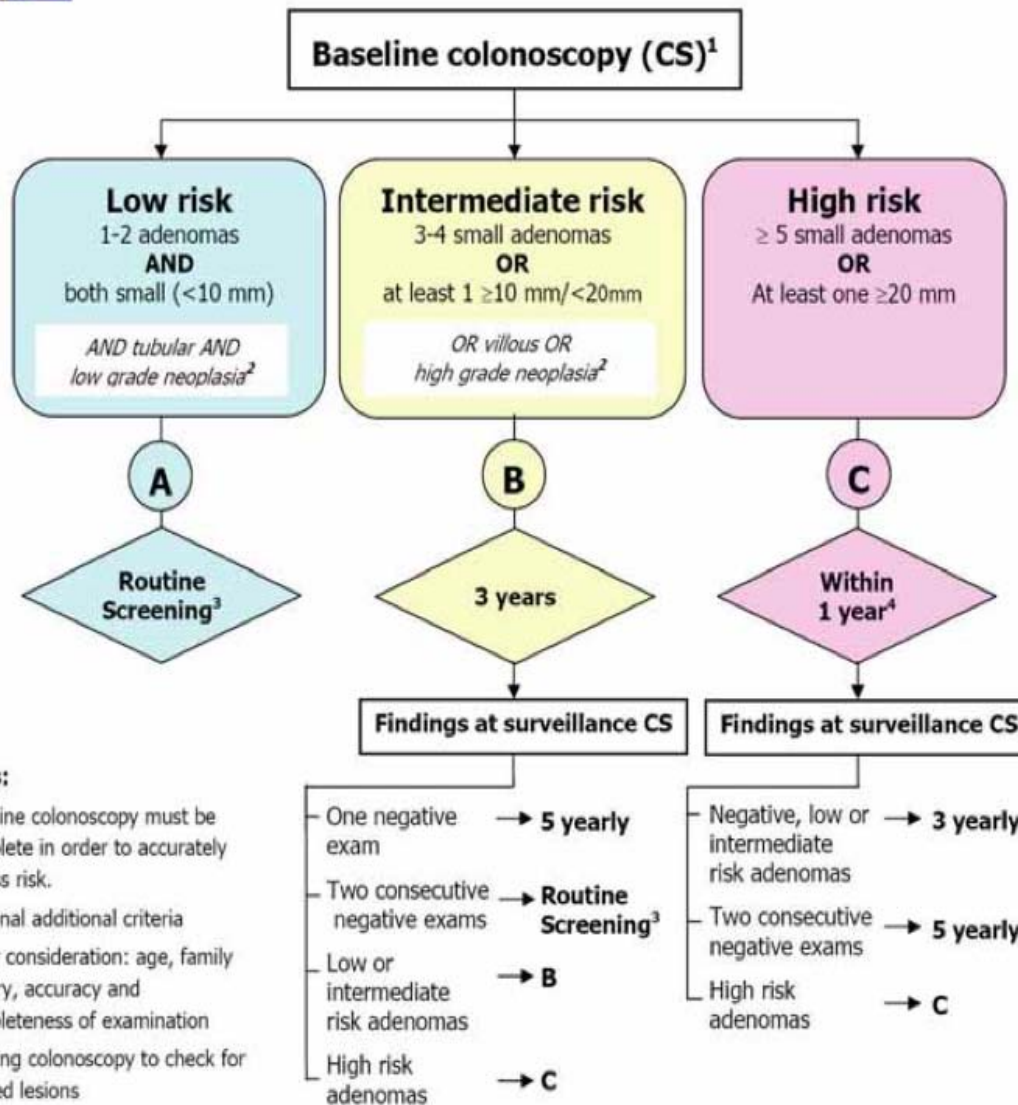 Baseline colonoscopy (CS)¹
Low risk
1-2 adenomas
AND
both small (<10 mm)
AND tubular AND
low grade neoplasia²
Intermediate risk
3-4 small adenomas
OR
at least 1 ≥10 mm/<20mm
OR villous OR
high grade neoplasia²
High risk
≥ 5 small adenomas
OR
At least one ≥20 mm
A
B
C
Routine
Screening³
3 years
Within
1 year⁴
Findings at surveillance CS
One negative
exam
5 yearly
Two consecutive
negative exams
Routine
Screening³
Low or
intermediate
risk adenomas
B
High risk
adenomas
C
Findings at surveillance CS
Negative, low or
intermediate
risk adenomas
3 yearly
Two consecutive
negative exams
5 yearly
High risk
adenomas
C
colonoscopy must be
in order to accurately
risk.
additional criteria
consideration: age, family
accuracy and
of examination
colonoscopy to check for
lesions